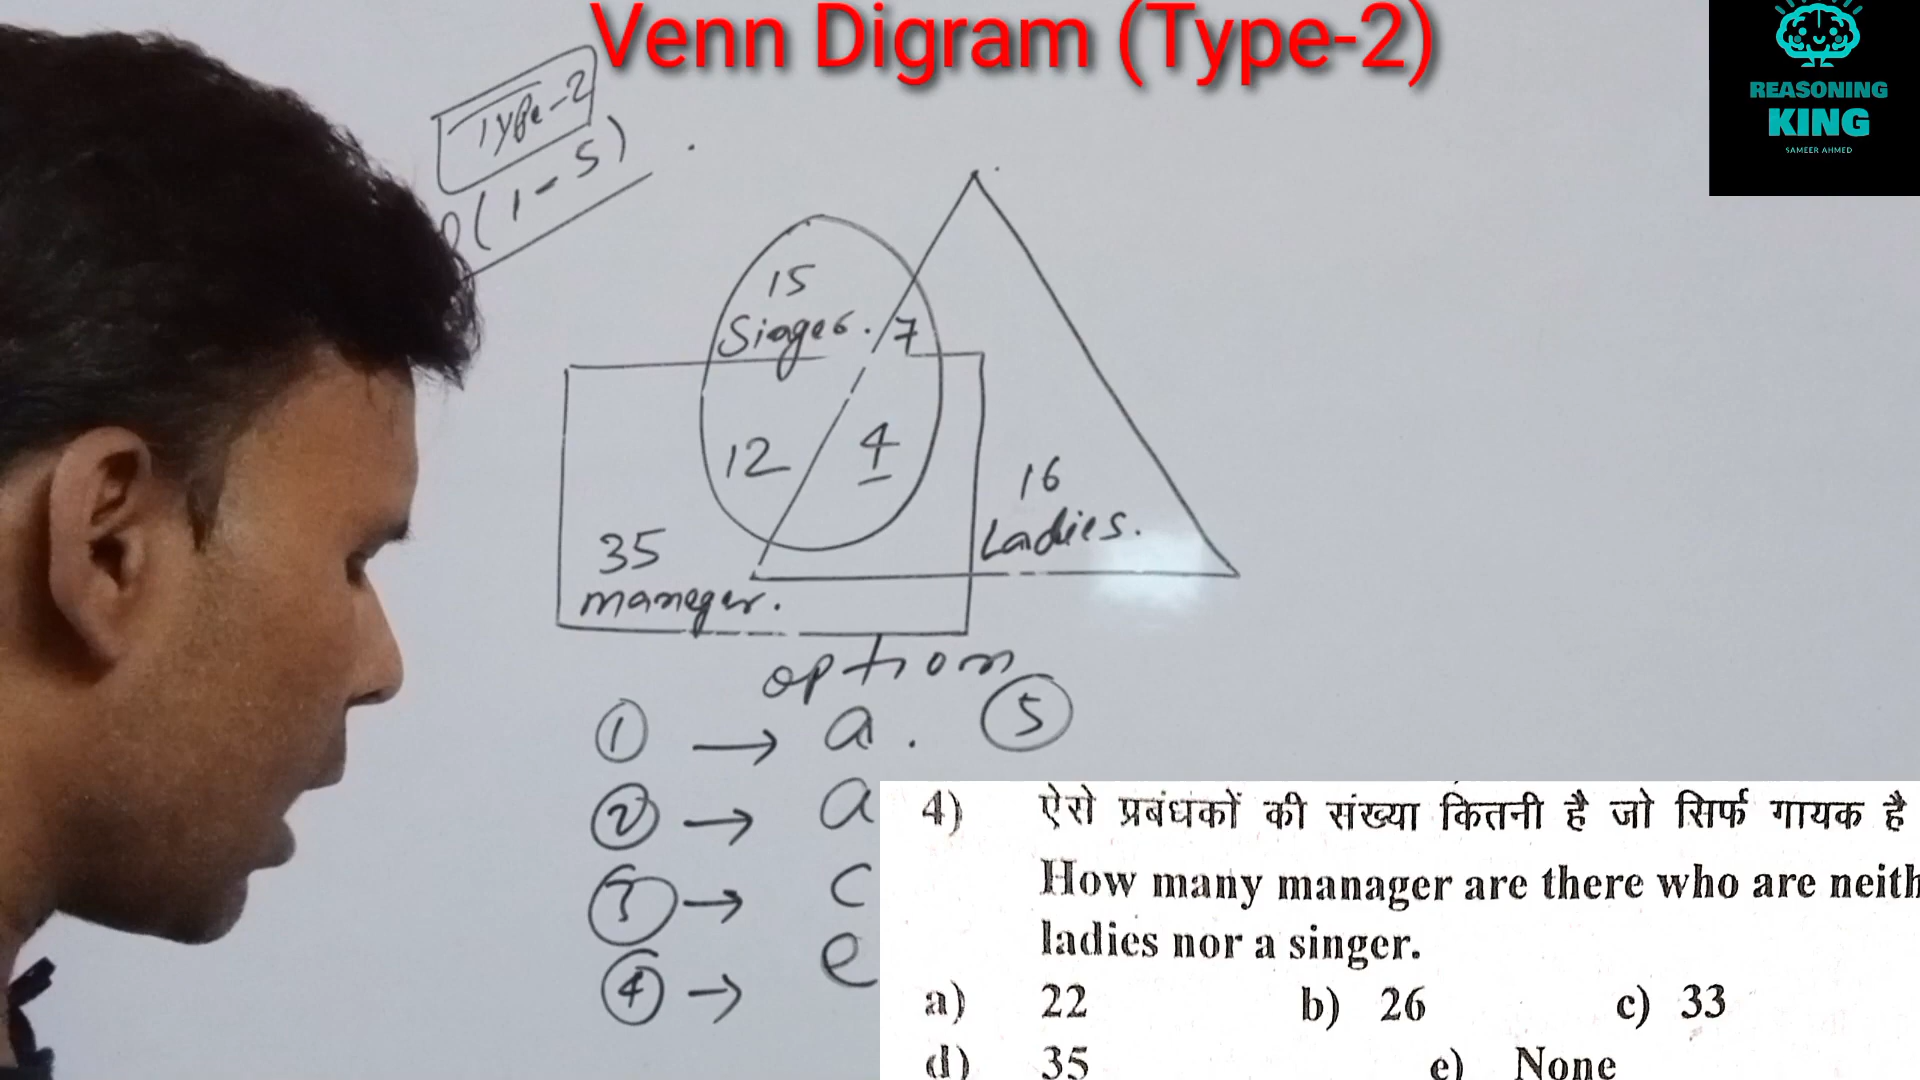 Venn Digram (Type-2)
REASONING
KING
SAMEER AHMED
Type-2
(1-5)
15
Singer.
7
12
4
16
Ladies.
35
maneger.
option
① → a.
⑤
② → a
③ → c
④ → e
4) ऐसे प्रबंधकों की संख्या कितनी है जो सिर्फ गायक है
How many manager are there who are neith
ladies nor a singer.
a) 22 b) 26 c) 33
d) 35 e) None